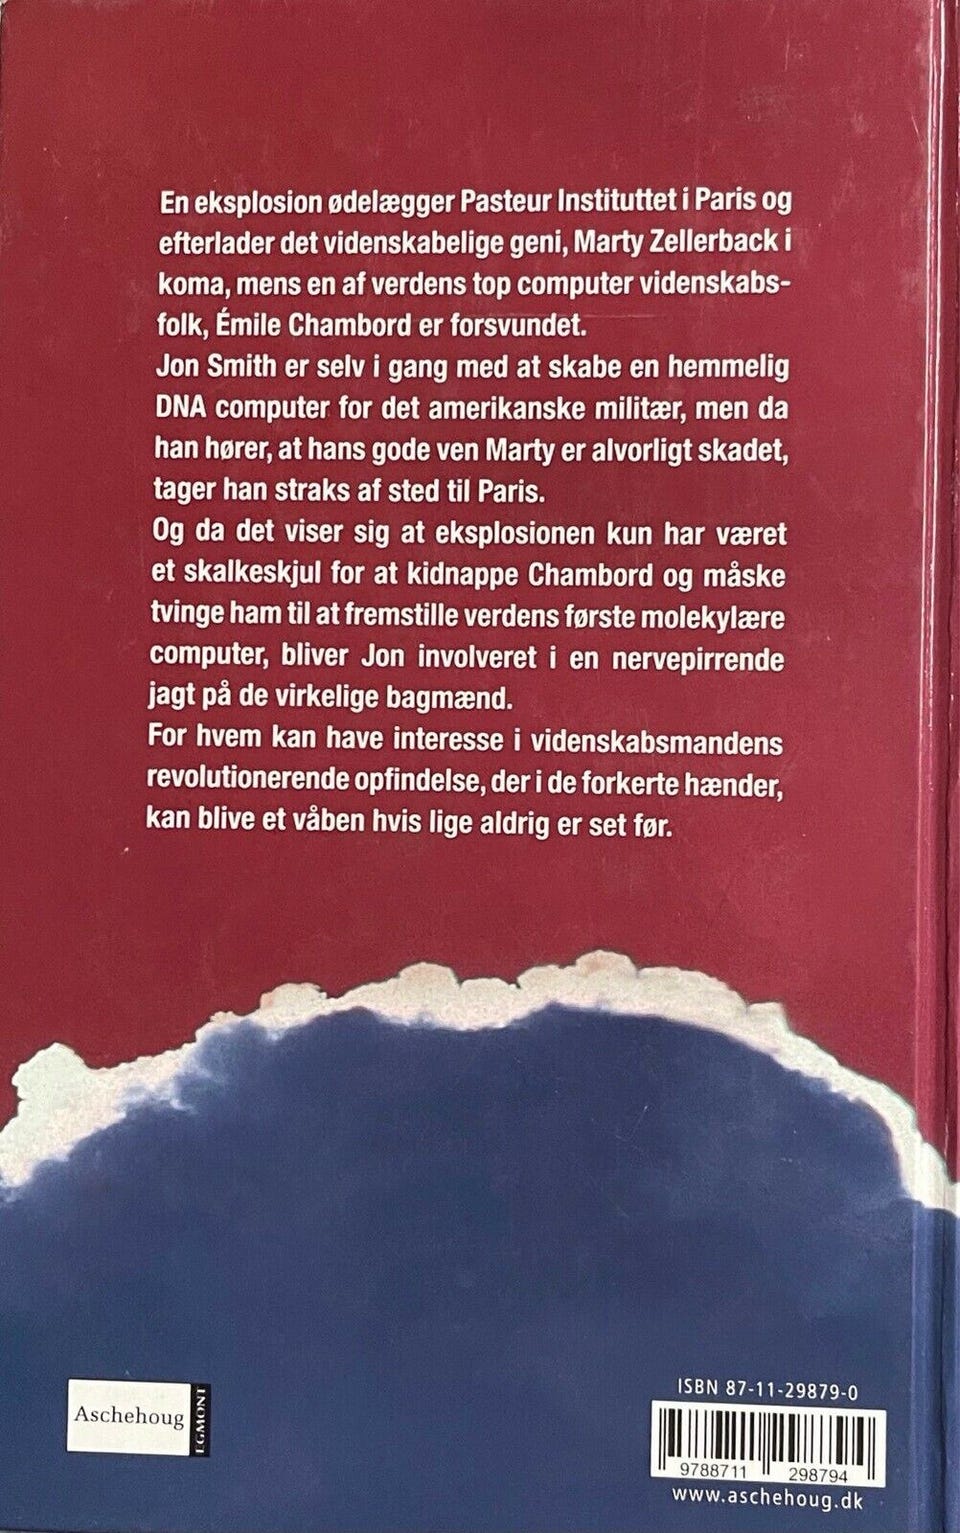 En eksplosion ødelægger Pasteur Instituttet i Paris og
efterlader det videnskabelige geni, Marty Zellerback i
koma, mens en af verdens top computer videnskabs-
folk, Émile Chambord er forsvundet.
Jon Smith er selv i gang med at skabe en hemmelig
DNA computer for det amerikanske militær, men da
han hører, at hans gode ven Marty er alvorligt skadet,
tager han straks af sted til Paris.
Og da det viser sig at eksplosionen kun har været
et skalkeskjul for at kidnappe Chambord og måske
tvinge ham til at fremstille verdens første molekylære
computer, bliver Jon involveret i en nervepirrende
jagt på de virkelige bagmænd.
For hvem kan have interesse i videnskabsmandens
revolutionerende opfindelse, der i de forkerte hænder,
kan blive et våben hvis lige aldrig er set før.
Aschehoug
EGMONT
ISBN 87-11-29879-0
9788711 298794
www.aschehoug.dk